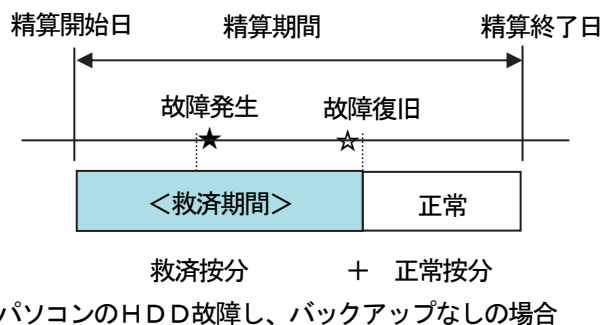 精算開始日 精算期間 精算終了日
故障発生 故障復旧
★ ☆
<救済期間> 正常
救済按分 + 正常按分
パソコンのHDD故障し、バックアップなしの場合